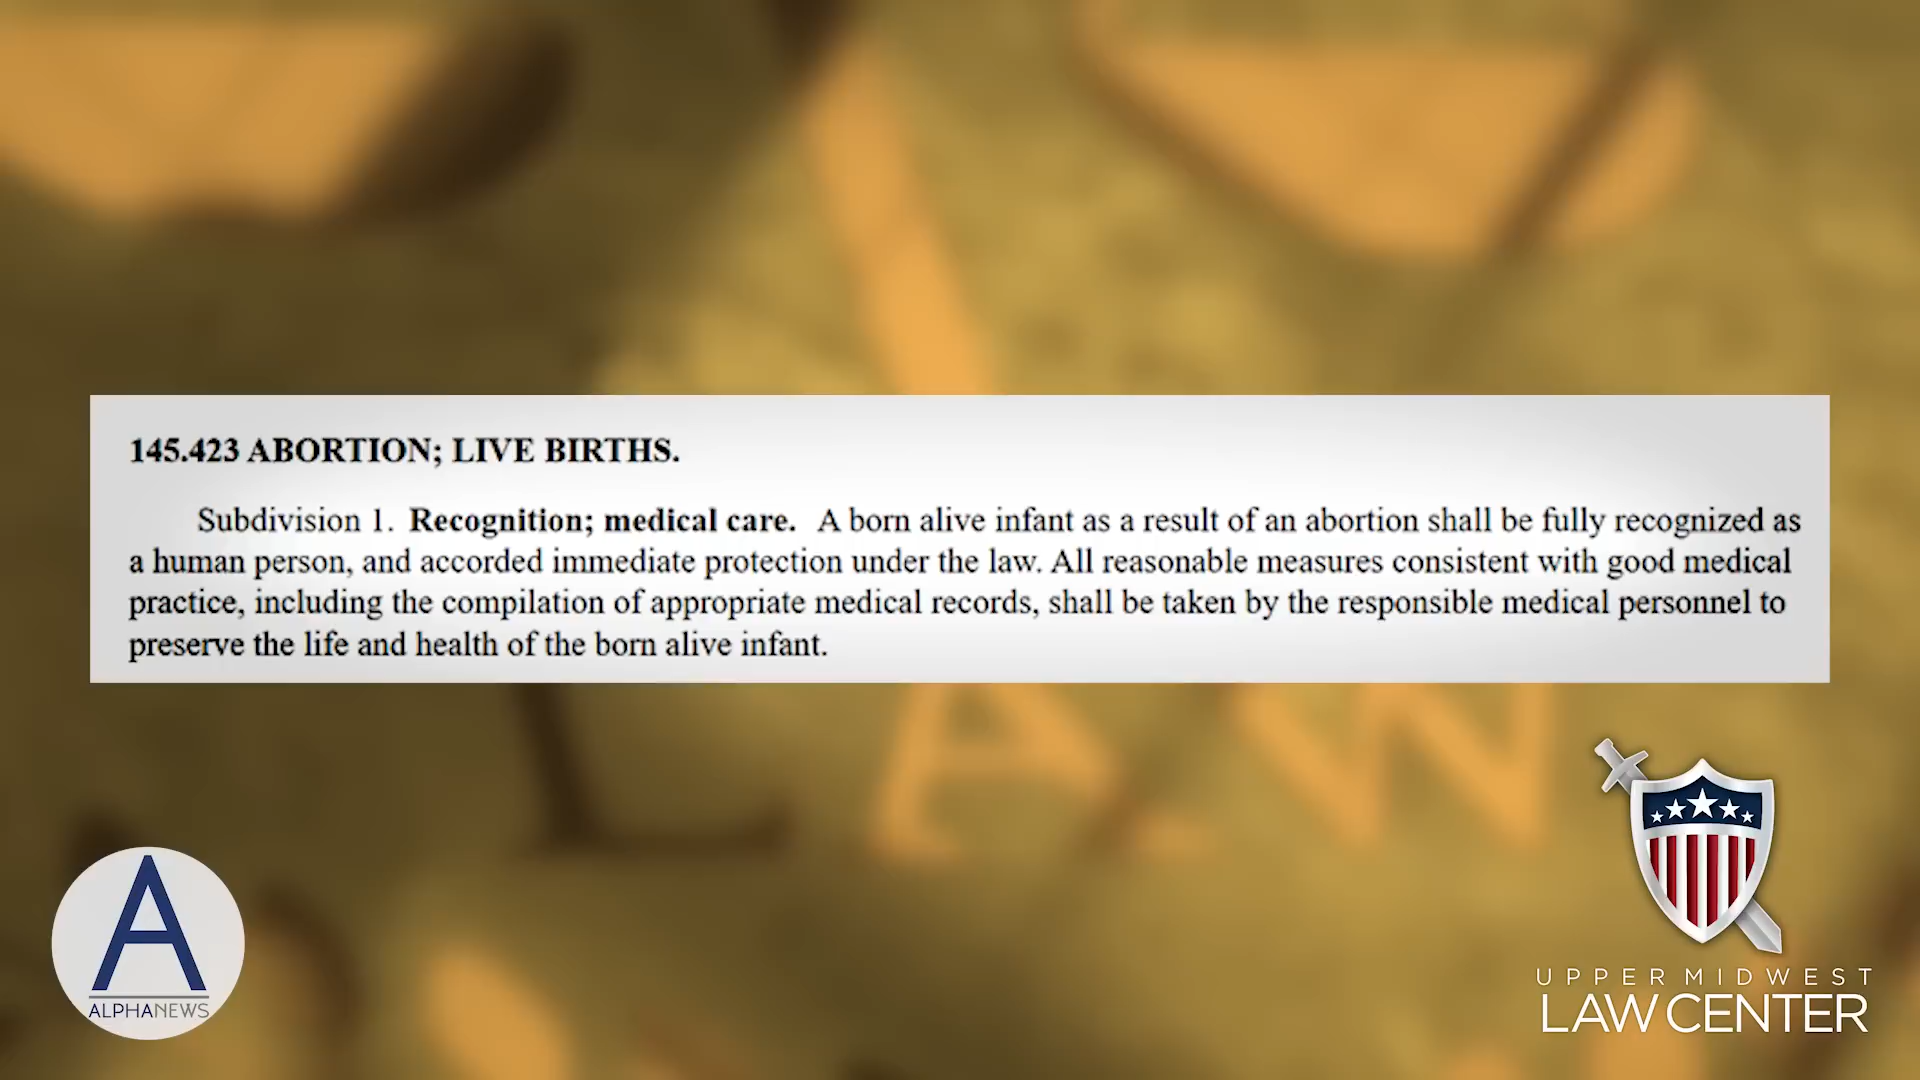 145.423 ABORTION; LIVE BIRTHS.
Subdivision 1. Recognition; medical care. A born alive infant as a result of an abortion shall be fully recognized as
a human person, and accorded immediate protection under the law. All reasonable measures consistent with good medical
practice, including the compilation of appropriate medical records, shall be taken by the responsible medical personnel to
preserve the life and health of the born alive infant.
LAW
A
ALPHANEWS
UPPER MIDWEST
LAW CENTER